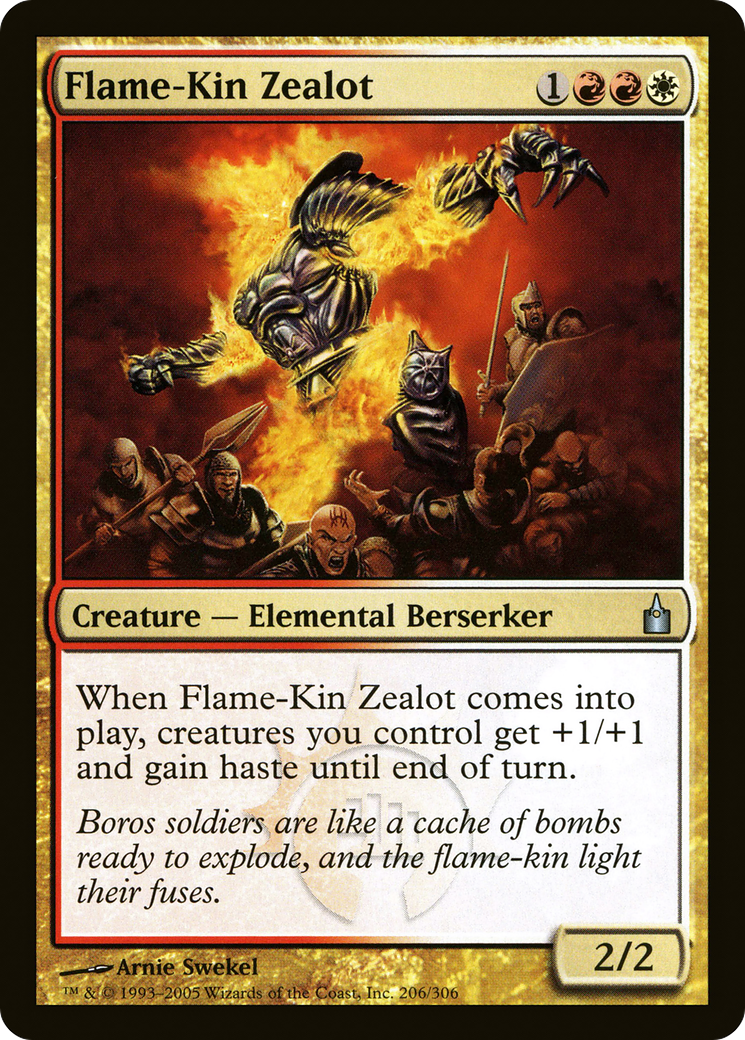 Flame-Kin Zealot 1
Creature — Elemental Berserker
When Flame-Kin Zealot comes into
play, creatures you control get +1/+1
and gain haste until end of turn.
Boros soldiers are like a cache of bombs
ready to explode, and the flame-kin light
their fuses.
2/2
Arnie Swekel
™ & © 1993–2005 Wizards of the Coast, Inc. 206/306